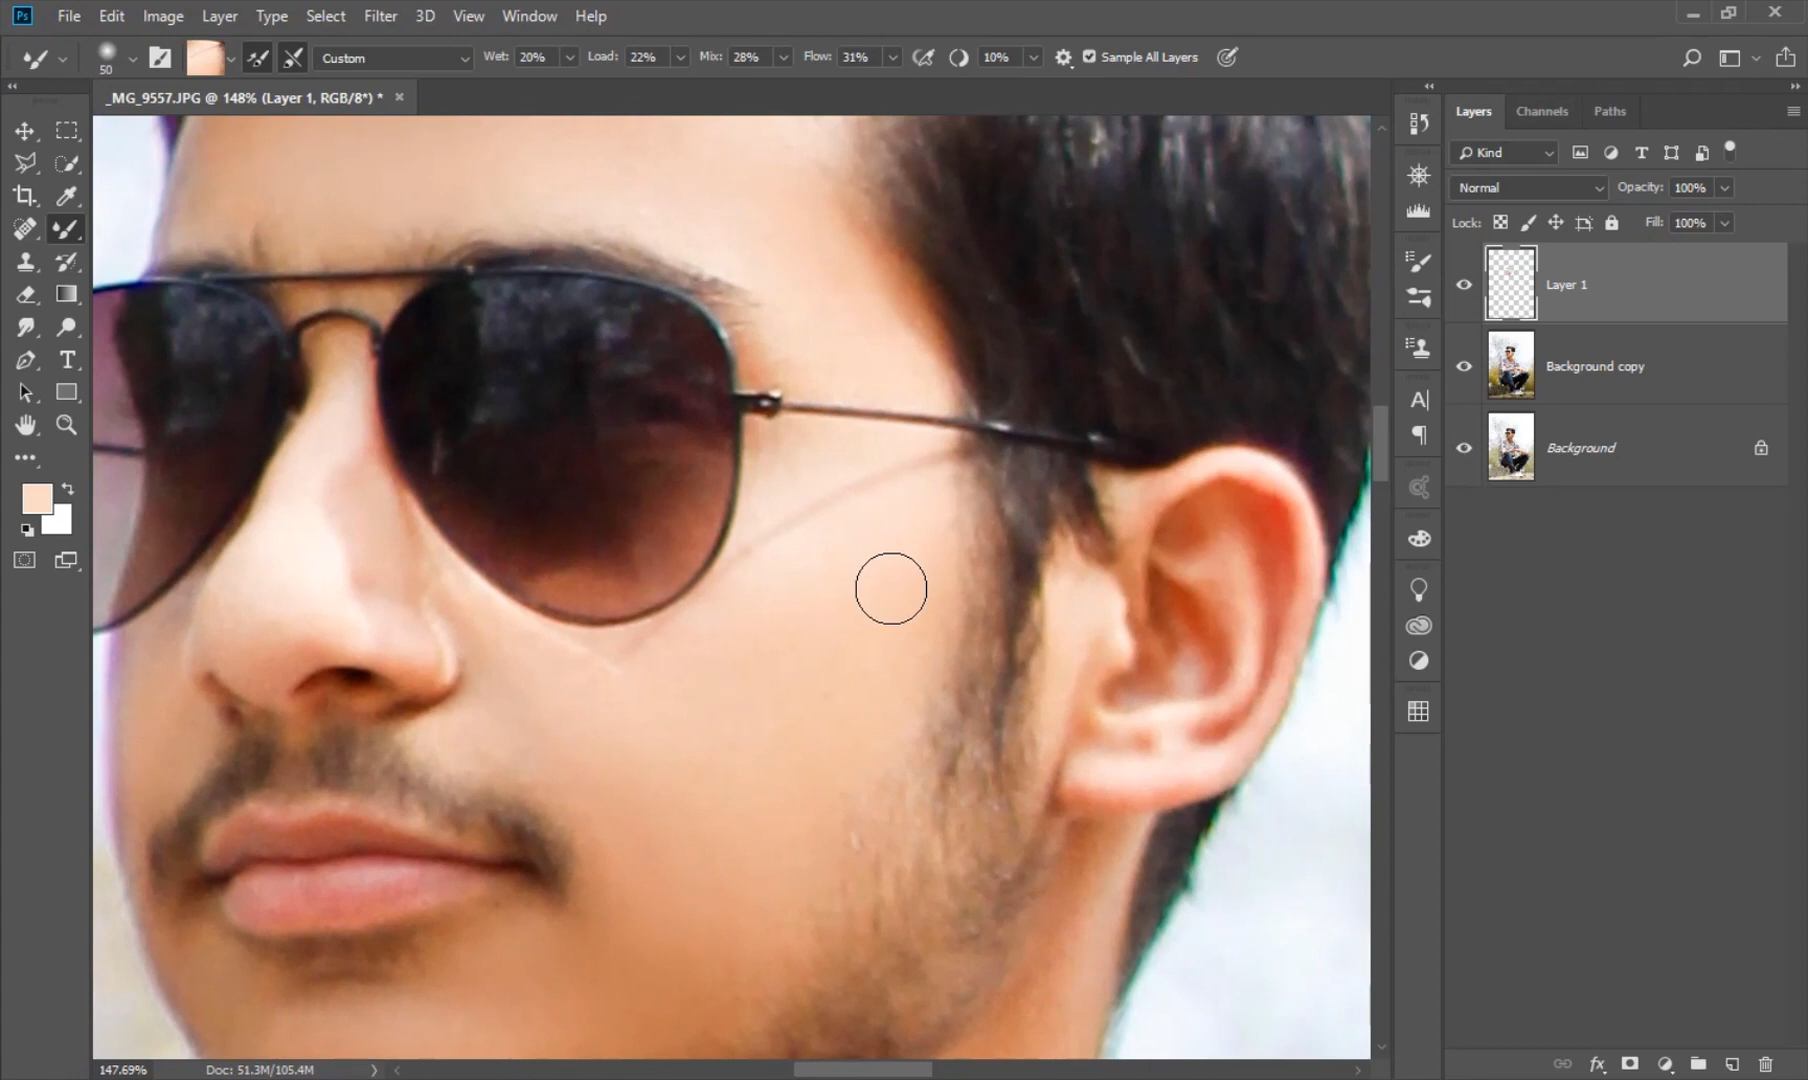 Ps File Edit Image Layer Type Select Filter 3D View Window Help
50 Custom Wet: 20% Load: 22% Mix: 28% Flow: 31% 10% Sample All Layers
_MG_9557.JPG @ 148% (Layer 1, RGB/8*) *
Layers Channels Paths
Kind
Normal Opacity: 100%
Lock: Fill: 100%
Layer 1
Background copy
Background
147.69% Doc: 51.3M/105.4M